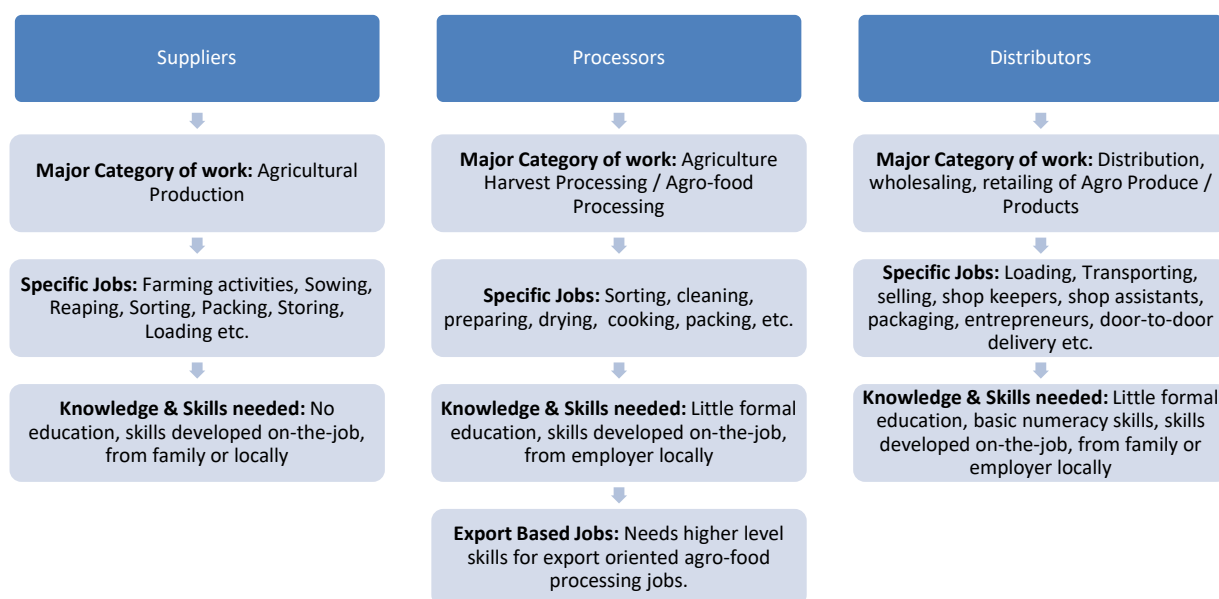 Suppliers
Major Category of work: Agricultural
Production
Specific Jobs: Farming activities, Sowing,
Reaping, Sorting, Packing, Storing,
Loading etc.
Knowledge & Skills needed: No
education, skills developed on-the-job,
from family or locally
Processors
Major Category of work: Agriculture
Harvest Processing / Agro-food
Processing
Specific Jobs: Sorting, cleaning,
preparing, drying, cooking, packing, etc.
Knowledge & Skills needed: Little formal
education, skills developed on-the-job,
from employer locally
Export Based Jobs: Needs higher level
skills for export oriented agro-food
processing jobs.
Distributors
Major Category of work: Distribution,
wholesaling, retailing of Agro Produce /
Products
Specific Jobs: Loading, Transporting,
selling, shop keepers, shop assistants,
packaging, entrepreneurs, door-to-door
delivery etc.
Knowledge & Skills needed: Little formal
education, basic numeracy skills, skills
developed on-the-job, from family or
employer locally